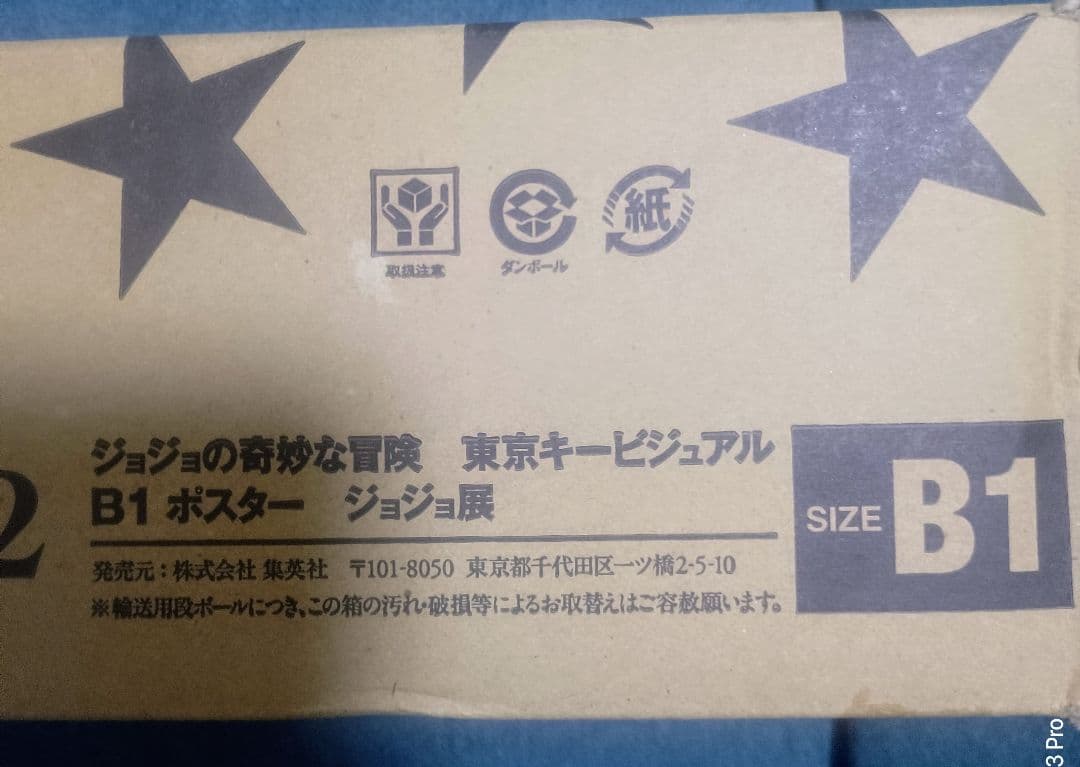 紙
取扱注意
ダンボール
2
ジョジョの奇妙な冒険　東京キービジュアル
B1 ポスター　ジョジョ展
SIZE B1
発売元：株式会社 集英社　〒101-8050 東京都千代田区一ツ橋2-5-10
※輸送用段ボールにつき、この箱の汚れ・破損等によるお取替えはご容赦願います。
3 Pro